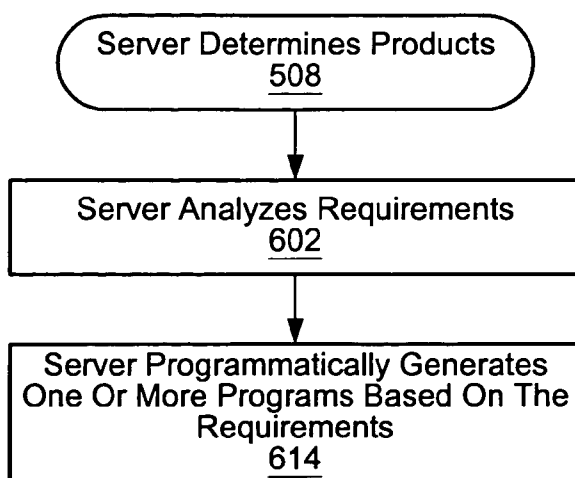 Server Determines Products
508
Server Analyzes Requirements
602
Server Programmatically Generates
One Or More Programs Based On The
Requirements
614